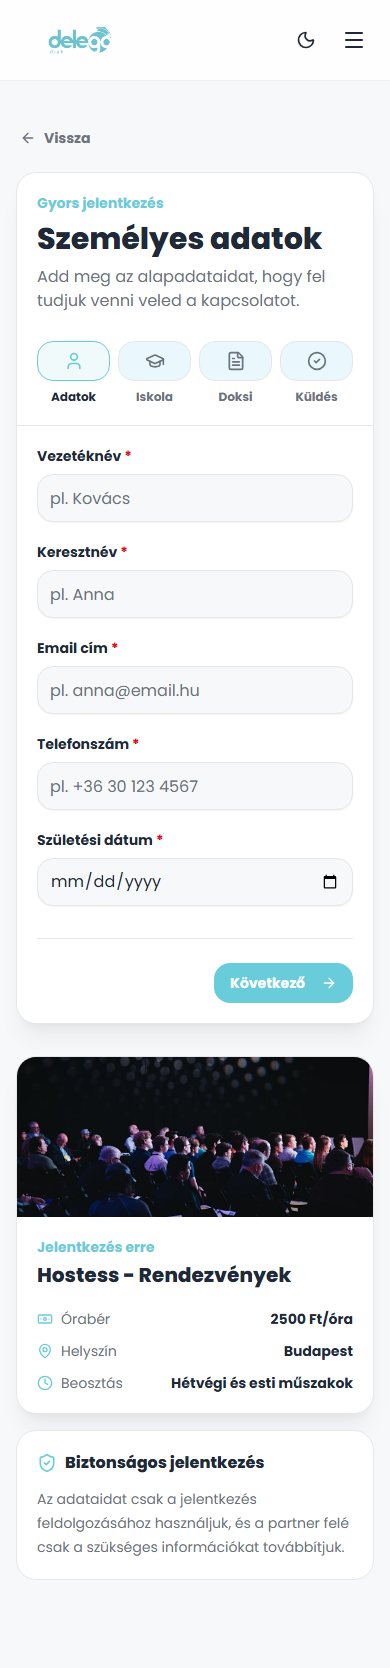 delego
diák
Vissza
Gyors jelentkezés
Személyes adatok
Add meg az alapadataidat, hogy fel
tudjuk venni veled a kapcsolatot.
Adatok
Iskola
Doksi
Küldés
Vezetéknév *
pl. Kovács
Keresztnév *
pl. Anna
Email cím *
pl. anna@email.hu
Telefonszám *
pl. +36 30 123 4567
Születési dátum *
mm/dd/yyyy
Következő
Jelentkezés erre
Hostess - Rendezvények
Órabér 2500 Ft/óra
Helyszín Budapest
Beosztás Hétvégi és esti műszakok
Biztonságos jelentkezés
Az adataidat csak a jelentkezés
feldolgozásához használjuk, és a partner felé
csak a szükséges információkat továbbítjuk.